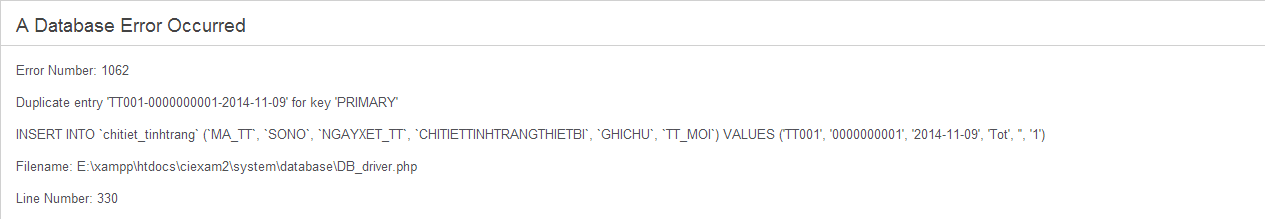 A Database Error Occurred
Error Number: 1062
Duplicate entry 'TT001-0000000001-2014-11-09' for key 'PRIMARY'
INSERT INTO `chitiet_tinhtrang` (`MA_TT`, `SONO`, `NGAYXET_TT`, `CHITIETTINHTRANGTHIETBI`, `GHICHU`, `TT_MOI`) VALUES ('TT001', '0000000001', '2014-11-09', 'Tot', '', '1')
Filename: E:\xampp\htdocs\ciexam2\system\database\DB_driver.php
Line Number: 330